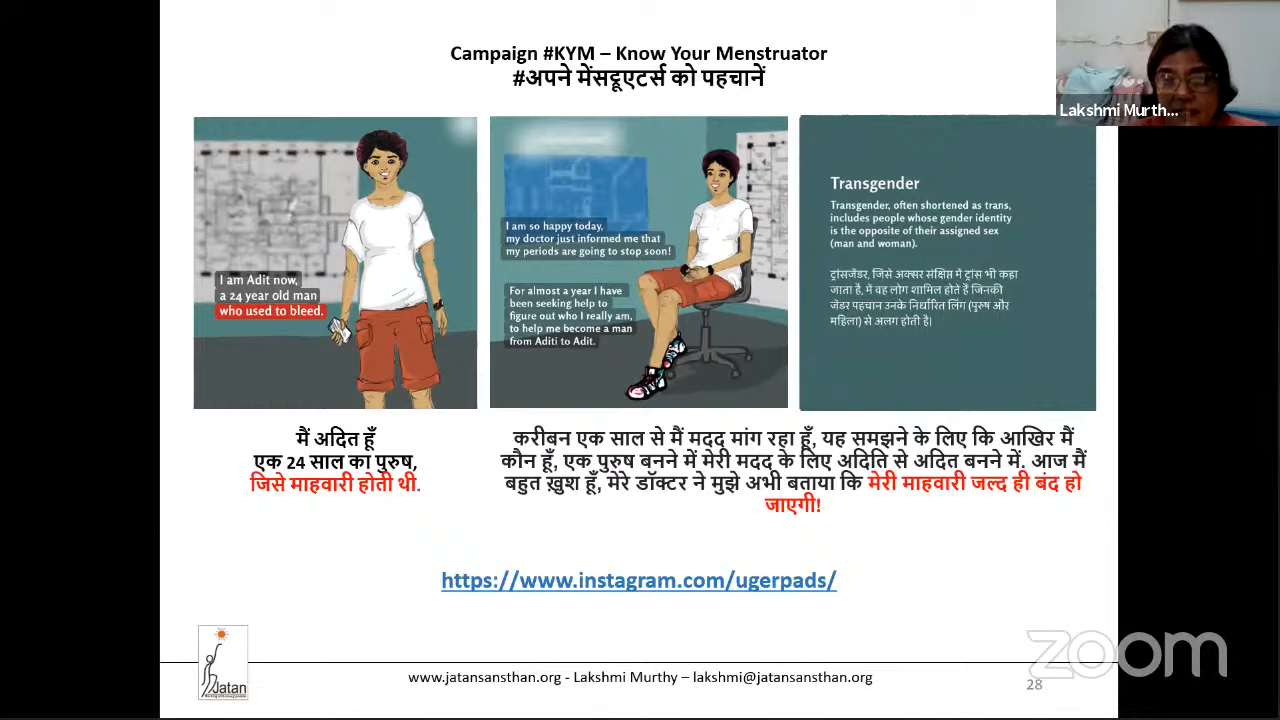 Campaign #KYM – Know Your Menstruator
#अपने मेंसट्रूएटर्स को पहचानें
Lakshmi Murth...
I am Adit now,
a 24 year old man
who used to bleed.
I am so happy today,
my doctor just informed me that
my periods are going to stop soon!
For almost a year I have
been seeking help to
figure out who I really am,
to help me become a man
from Aditi to Adit.
Transgender
Transgender, often shortened as trans,
includes people whose gender identity
is the opposite of their assigned sex
(man and woman).
ट्रांसजेंडर, जिसे अक्सर संक्षिप्त में ट्रांस भी कहा
जाता है, में वह लोग शामिल होते हैं जिनकी
जेंडर पहचान उनके निर्धारित लिंग (पुरुष और
महिला) से अलग होती है।
मैं अदित हूँ
एक 24 साल का पुरुष,
जिसे माहवारी होती थी.
करीबन एक साल से मैं मदद मांग रहा हूँ, यह समझने के लिए कि आखिर मैं
कौन हूँ, एक पुरुष बनने में मेरी मदद के लिए अदिति से अदित बनने में. आज मैं
बहुत ख़ुश हूँ, मेरे डॉक्टर ने मुझे अभी बताया कि मेरी माहवारी जल्द ही बंद हो
जाएगी!
https://www.instagram.com/ugerpads/
Jatan
www.jatansansthan.org - Lakshmi Murthy – lakshmi@jatansansthan.org
zoom
28